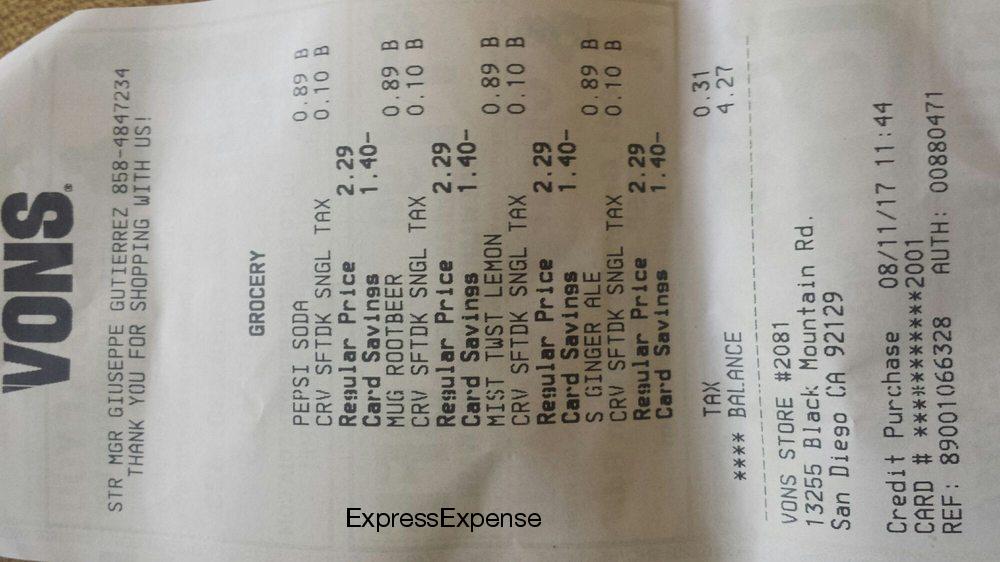 VONS®
STR MGR GIUSEPPE GUTIERREZ 858-4847234
THANK YOU FOR SHOPPING WITH US!
GROCERY
PEPSI SODA 0.89 B
CRV SFTDK SNGL TAX 0.10 B
Regular Price 2.29
Card Savings 1.40-
MUG ROOTBEER 0.89 B
CRV SFTDK SNGL TAX 0.10 B
Regular Price 2.29
Card Savings 1.40-
MIST TWST LEMON 0.89 B
CRV SFTDK SNGL TAX 0.10 B
Regular Price 2.29
Card Savings 1.40-
S GINGER ALE 0.89 B
CRV SFTDK SNGL TAX 0.10 B
Regular Price 2.29
Card Savings 1.40-
TAX 0.31
**** BALANCE 4.27
VONS STORE #2081
13255 Black Mountain Rd.
San Diego CA 92129
Credit Purchase 08/11/17 11:44
CARD # ************2001
REF: 89001066328 AUTH: 00880471
ExpressExpense